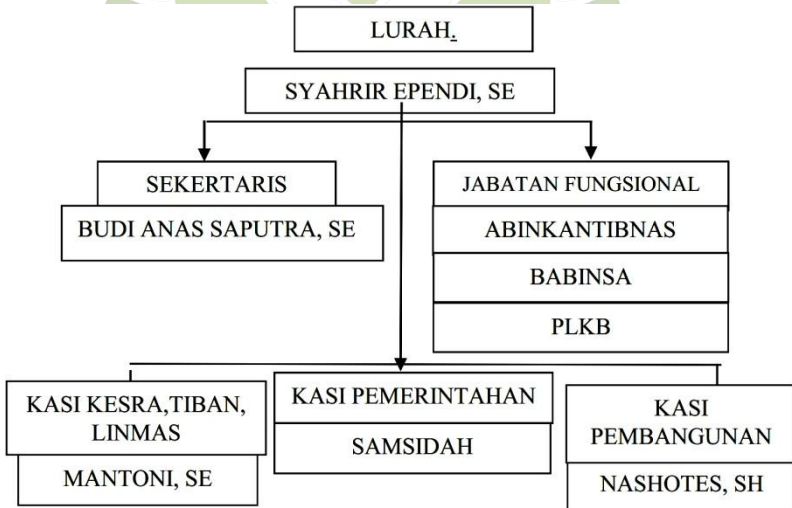 LURAH.
SYAHRIR EPENDI, SE
SEKERTARIS
BUDI ANAS SAPUTRA, SE
JABATAN FUNGSIONAL
ABINKANTIBNAS
BABINSA
PLKB
KASI KESRA,TIBAN,
LINMAS
MANTONI, SE
KASI PEMERINTAHAN
SAMSIDAH
KASI
PEMBANGUNAN
NASHOTES, SH